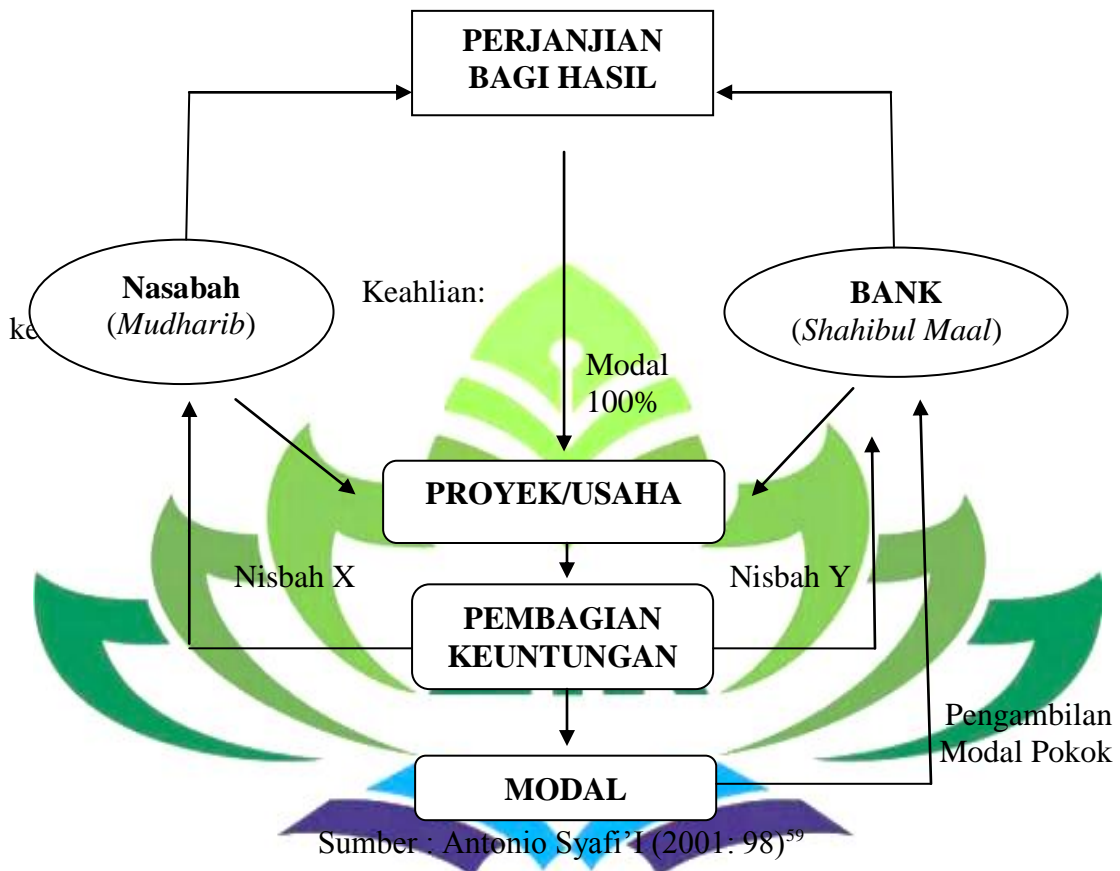 PERJANJIAN
BAGI HASIL
Nasabah
(Mudharib)
Keahlian:
BANK
(Shahibul Maal)
Modal
100%
PROYEK/USAHA
Nisbah X
Nisbah Y
PEMBAGIAN
KEUNTUNGAN
Pengambilan
Modal Pokok
MODAL
Sumber : Antonio Syafi’I (2001: 98)59